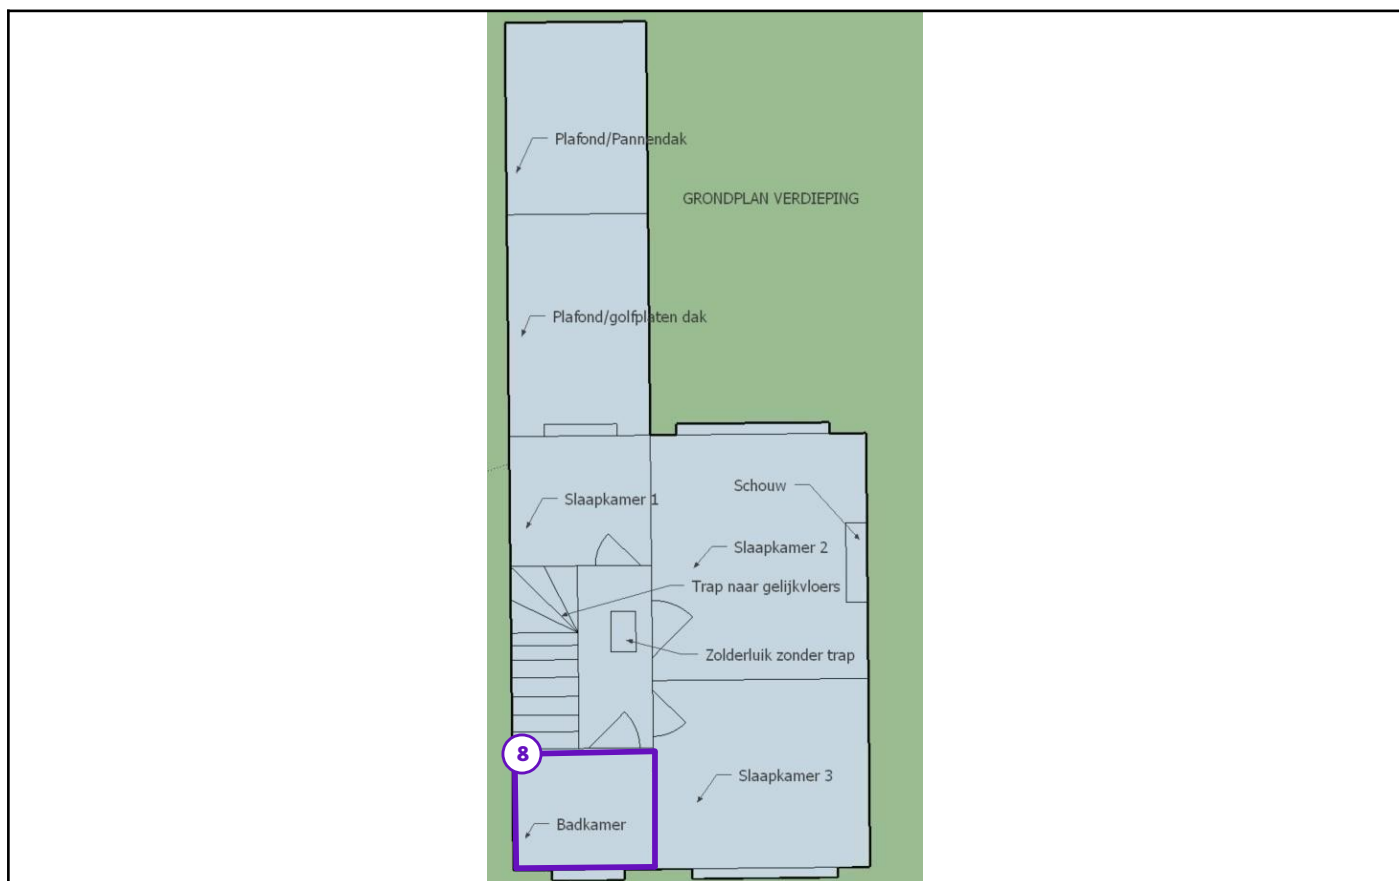 Plafond/Pannendak
GRONDPLAN VERDIEPING
Plafond/golfplaten dak
Schouw
Slaapkamer 1
Slaapkamer 2
Trap naar gelijkvloers
Zolderluik zonder trap
8
Slaapkamer 3
Badkamer